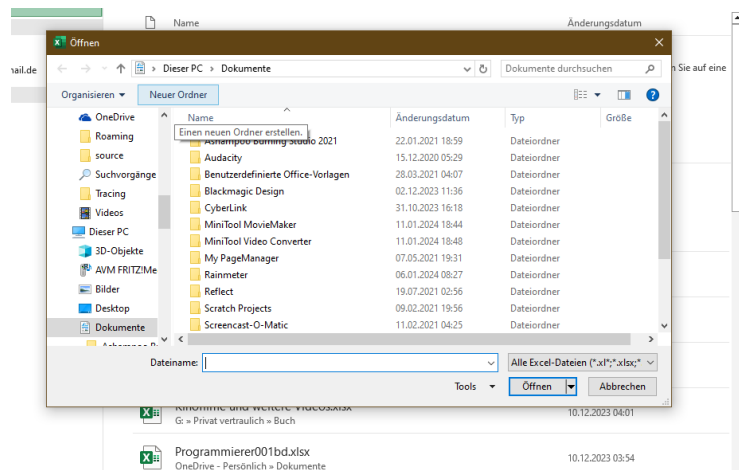 Name Änderungsdatum
Öffnen
nail.de
Dieser PC > Dokumente
Dokumente durchsuchen
n Sie auf eine
Organisieren Neuer Ordner
Name Änderungsdatum Typ Größe
Einen neuen Ordner erstellen.
OneDrive
Roaming
source
Suchvorgänge
Tracing
Videos
Dieser PC
3D-Objekte
AVM FRITZ!Me
Bilder
Desktop
Dokumente
Ashampoo Burning Studio 2021 22.01.2021 18:59 Dateiordner
Audacity 15.12.2020 05:29 Dateiordner
Benutzerdefinierte Office-Vorlagen 28.03.2021 04:07 Dateiordner
Blackmagic Design 02.12.2023 11:36 Dateiordner
CyberLink 31.10.2023 16:18 Dateiordner
MiniTool MovieMaker 11.01.2024 18:44 Dateiordner
MiniTool Video Converter 11.01.2024 18:48 Dateiordner
My PageManager 07.05.2021 19:31 Dateiordner
Rainmeter 06.01.2024 08:27 Dateiordner
Reflect 19.07.2021 02:56 Dateiordner
Scratch Projects 09.02.2021 19:56 Dateiordner
Screencast-O-Matic 11.02.2021 04:25 Dateiordner
Dateiname: Alle Excel-Dateien (*.xl*;*.xlsx;*
Tools Öffnen Abbrechen
Kinofilme und weitere Videos.xlsx 10.12.2023 04:01
G: » Privat vertraulich » Buch
Programmierer001bd.xlsx 10.12.2023 03:54
OneDrive - Persönlich » Dokumente